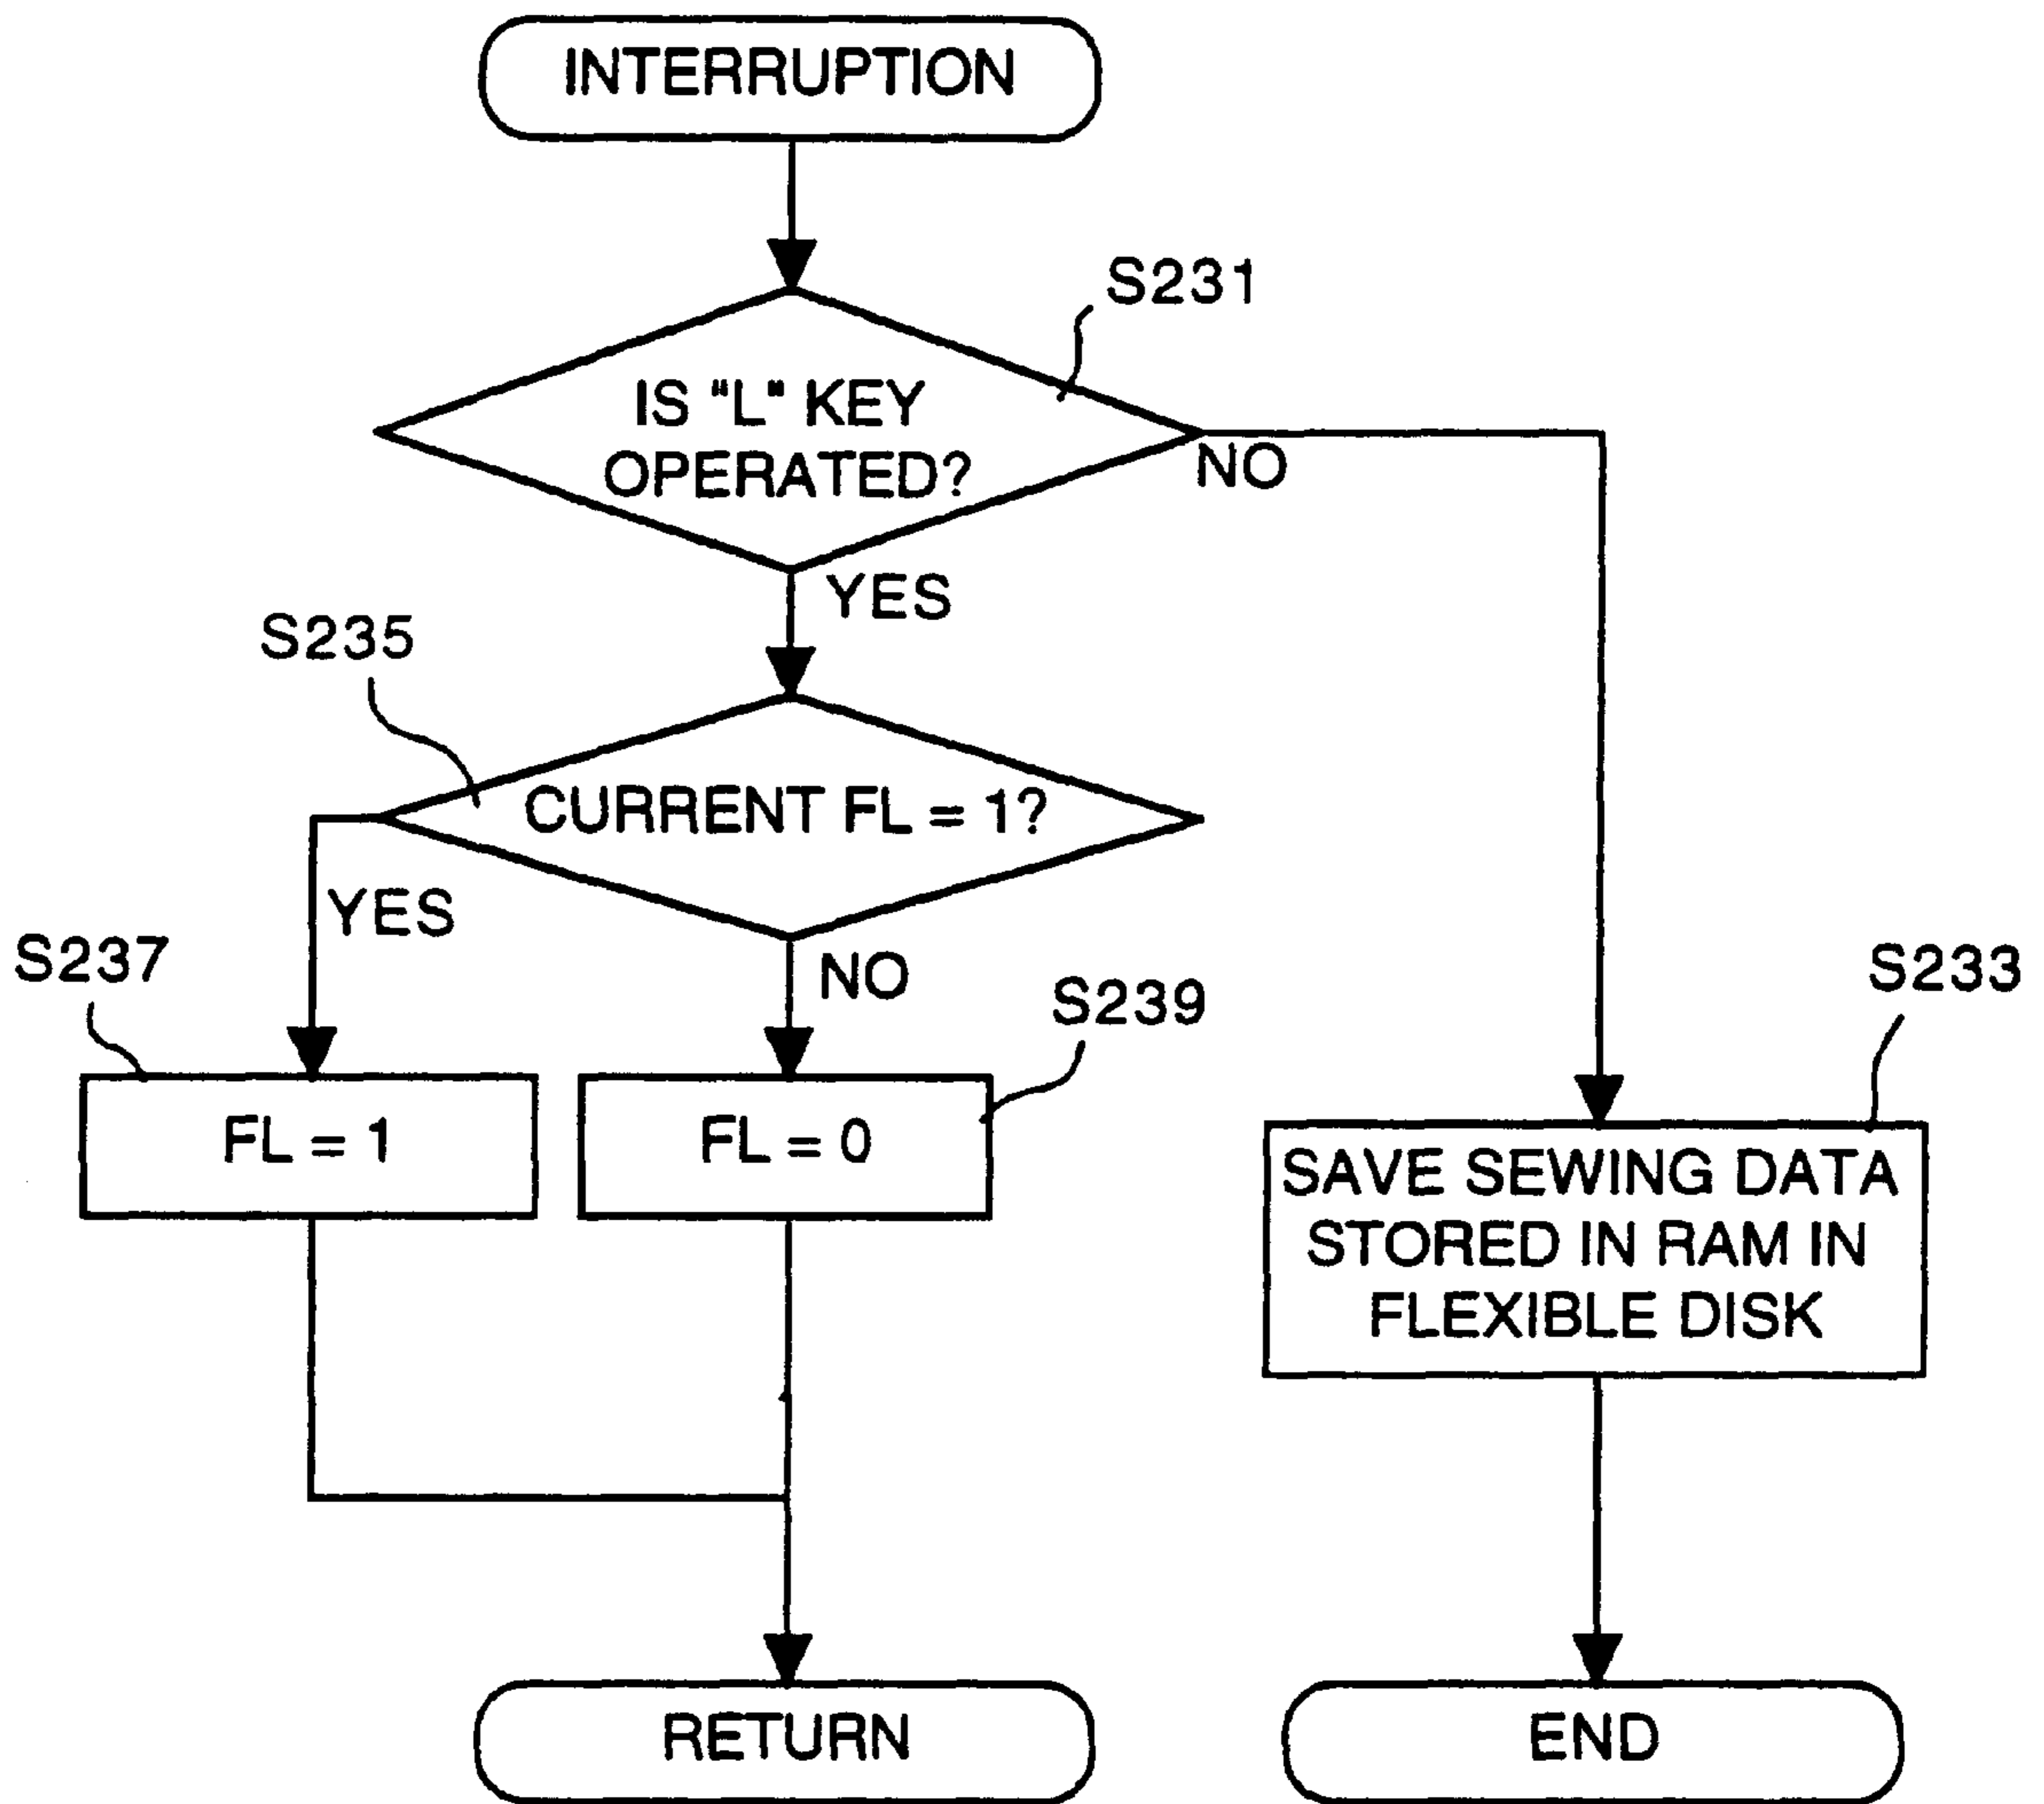 INTERRUPTION
S231
IS "L" KEY
OPERATED?
NO
YES
S235
CURRENT FL = 1?
YES
NO
S237
S239
S233
FL = 1
FL = 0
SAVE SEWING DATA
STORED IN RAM IN
FLEXIBLE DISK
RETURN
END